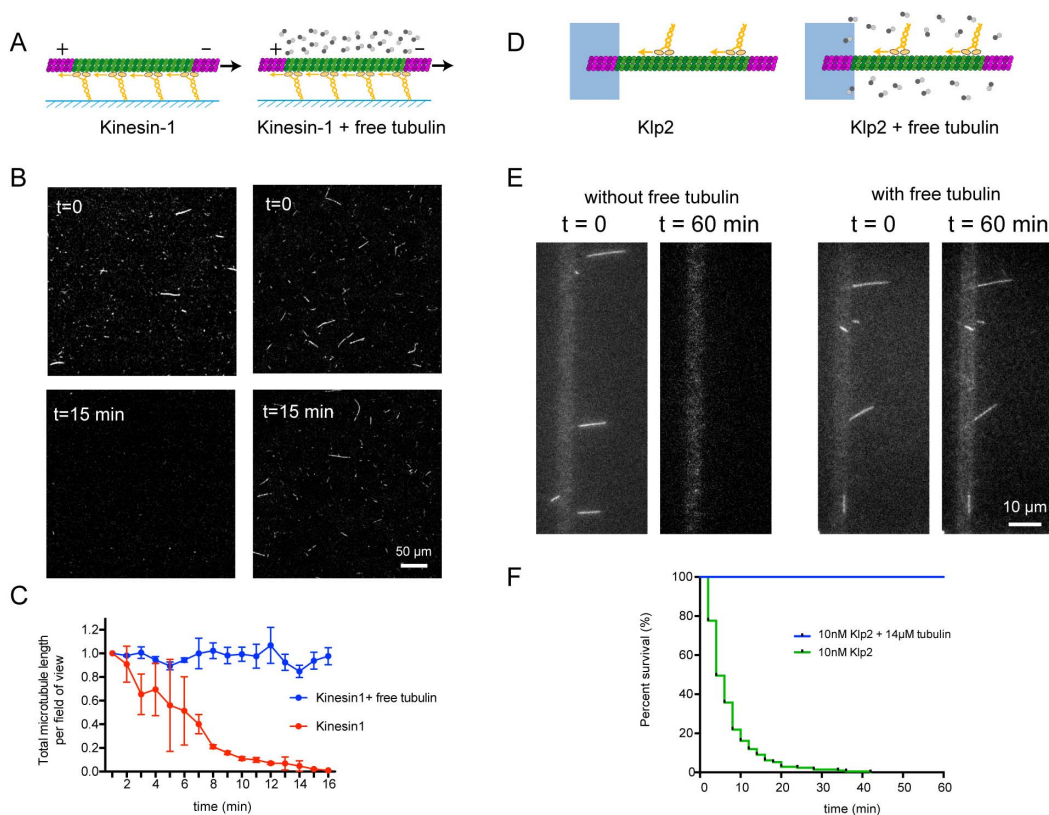 A
+
−
+
−
Kinesin-1
Kinesin-1 + free tubulin
B
t=0
t=0
t=15 min
t=15 min
50 µm
C
Total microtubule length
per field of view
1.2
1.0
0.8
0.6
0.4
0.2
0.0
2
4
6
8
10
12
14
16
time (min)
Kinesin1+ free tubulin
Kinesin1
D
Klp2
Klp2 + free tubulin
E
without free tubulin
t = 0
t = 60 min
with free tubulin
t = 0
t = 60 min
10 µm
F
Percent survival (%)
100
80
60
40
20
0
0
10
20
30
40
50
60
time (min)
10nM Klp2 + 14µM tubulin
10nM Klp2